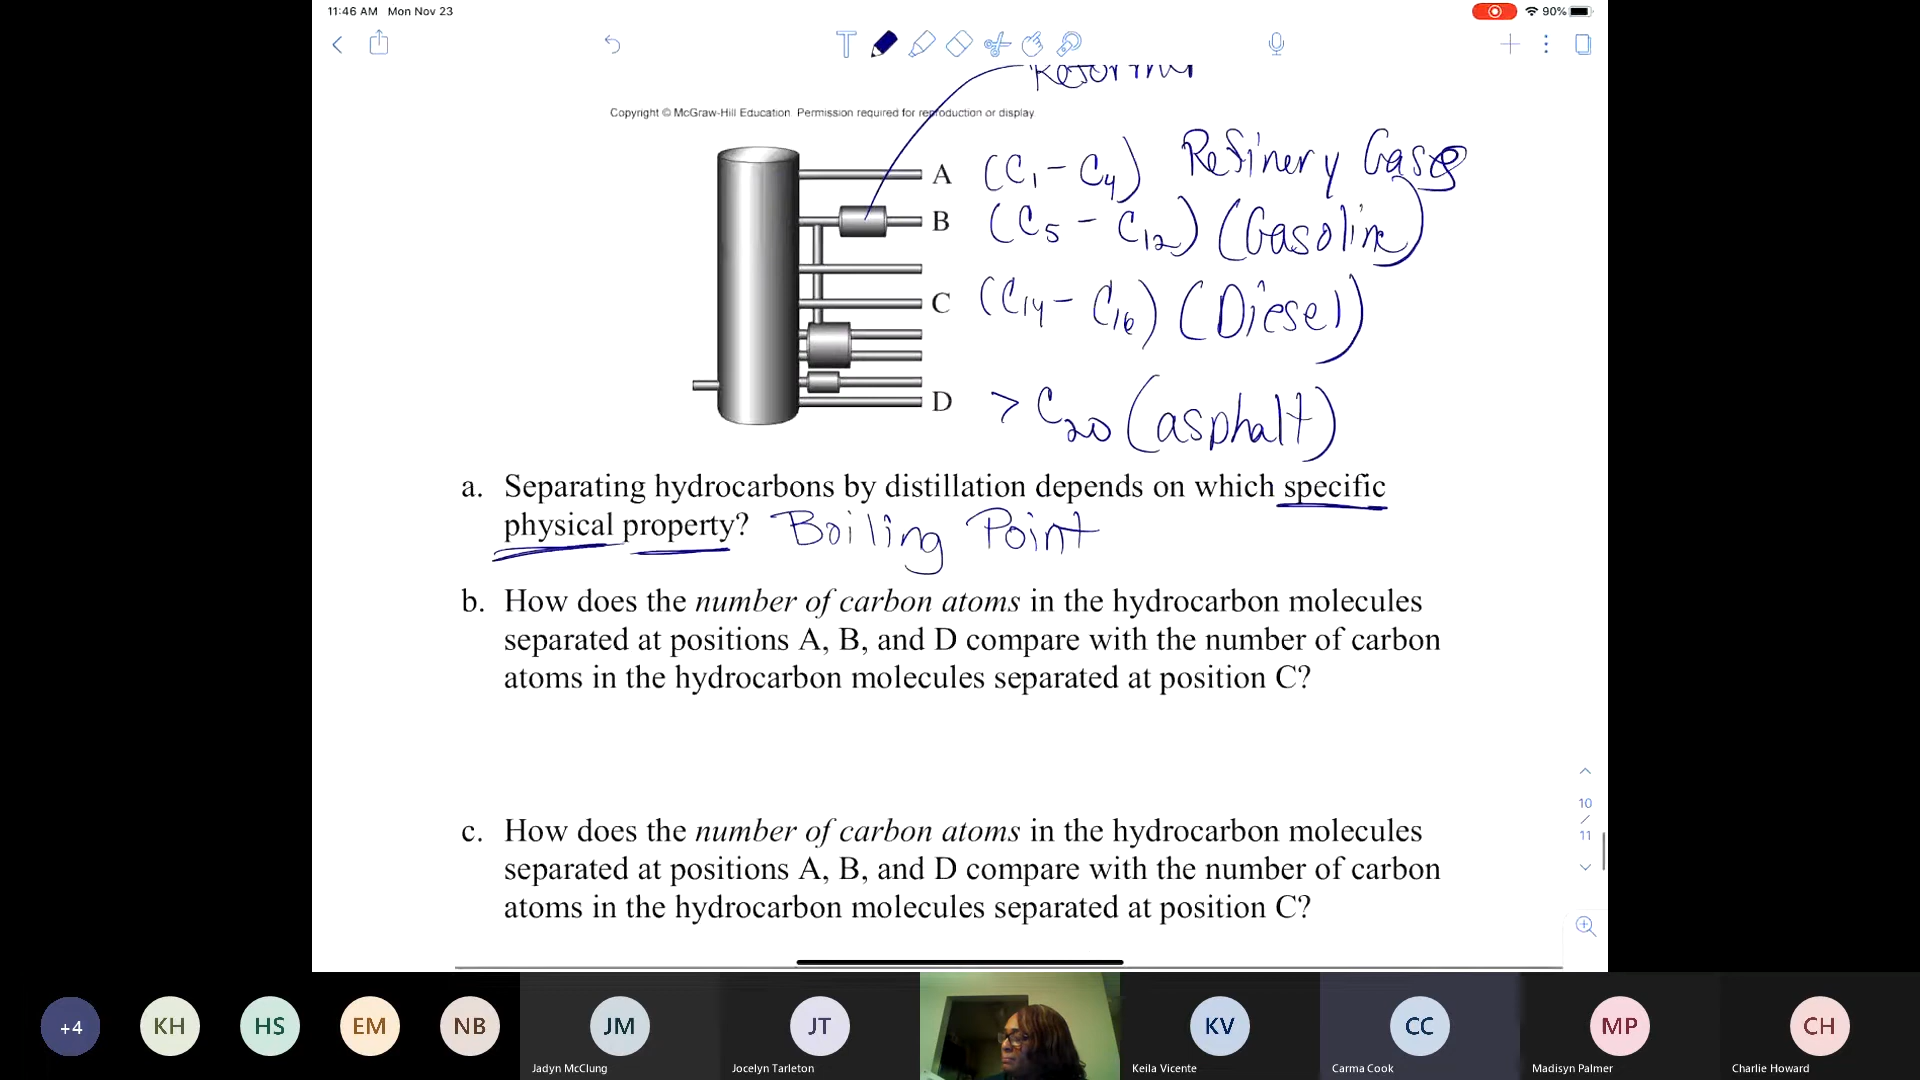 11:46 AM Mon Nov 23
90%
Copyright © McGraw-Hill Education Permission required for reproduction or display
A (C1 - C4) Refinery Gases
B (C5 - C12) (Gasoline)
C (C14 - C16) (Diesel)
D > C20 (asphalt)
a. Separating hydrocarbons by distillation depends on which specific
physical property? Boiling Point
b. How does the number of carbon atoms in the hydrocarbon molecules
separated at positions A, B, and D compare with the number of carbon
atoms in the hydrocarbon molecules separated at position C?
c. How does the number of carbon atoms in the hydrocarbon molecules
separated at positions A, B, and D compare with the number of carbon
atoms in the hydrocarbon molecules separated at position C?
10
/
11
+4 KH HS EM NB JM JT KV CC MP CH
Jadyn McClung Jocelyn Tarleton Keila Vicente Carma Cook Madisyn Palmer Charlie Howard